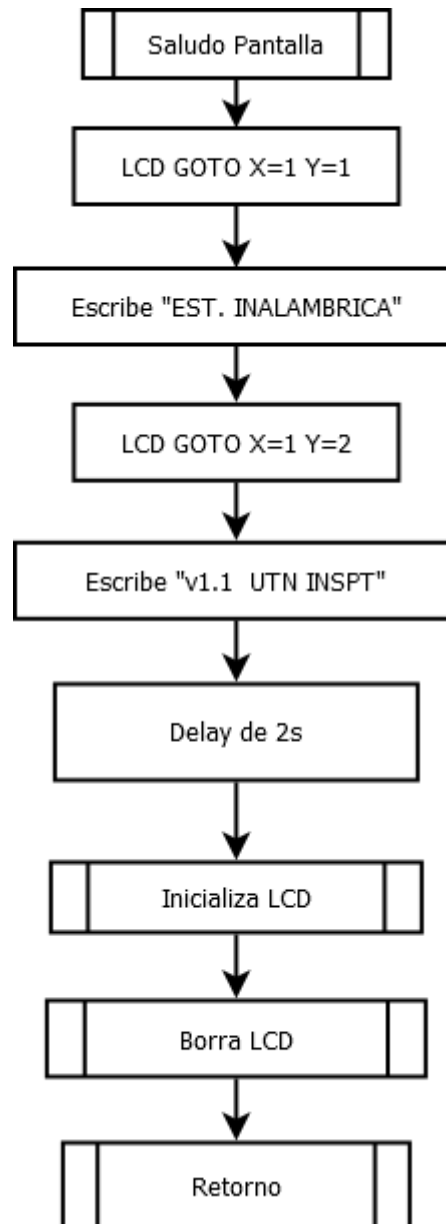 Saludo Pantalla
LCD GOTO X=1 Y=1
Escribe "EST. INALAMBRICA"
LCD GOTO X=1 Y=2
Escribe "v1.1  UTN INSPT"
Delay de 2s
Inicializa LCD
Borra LCD
Retorno